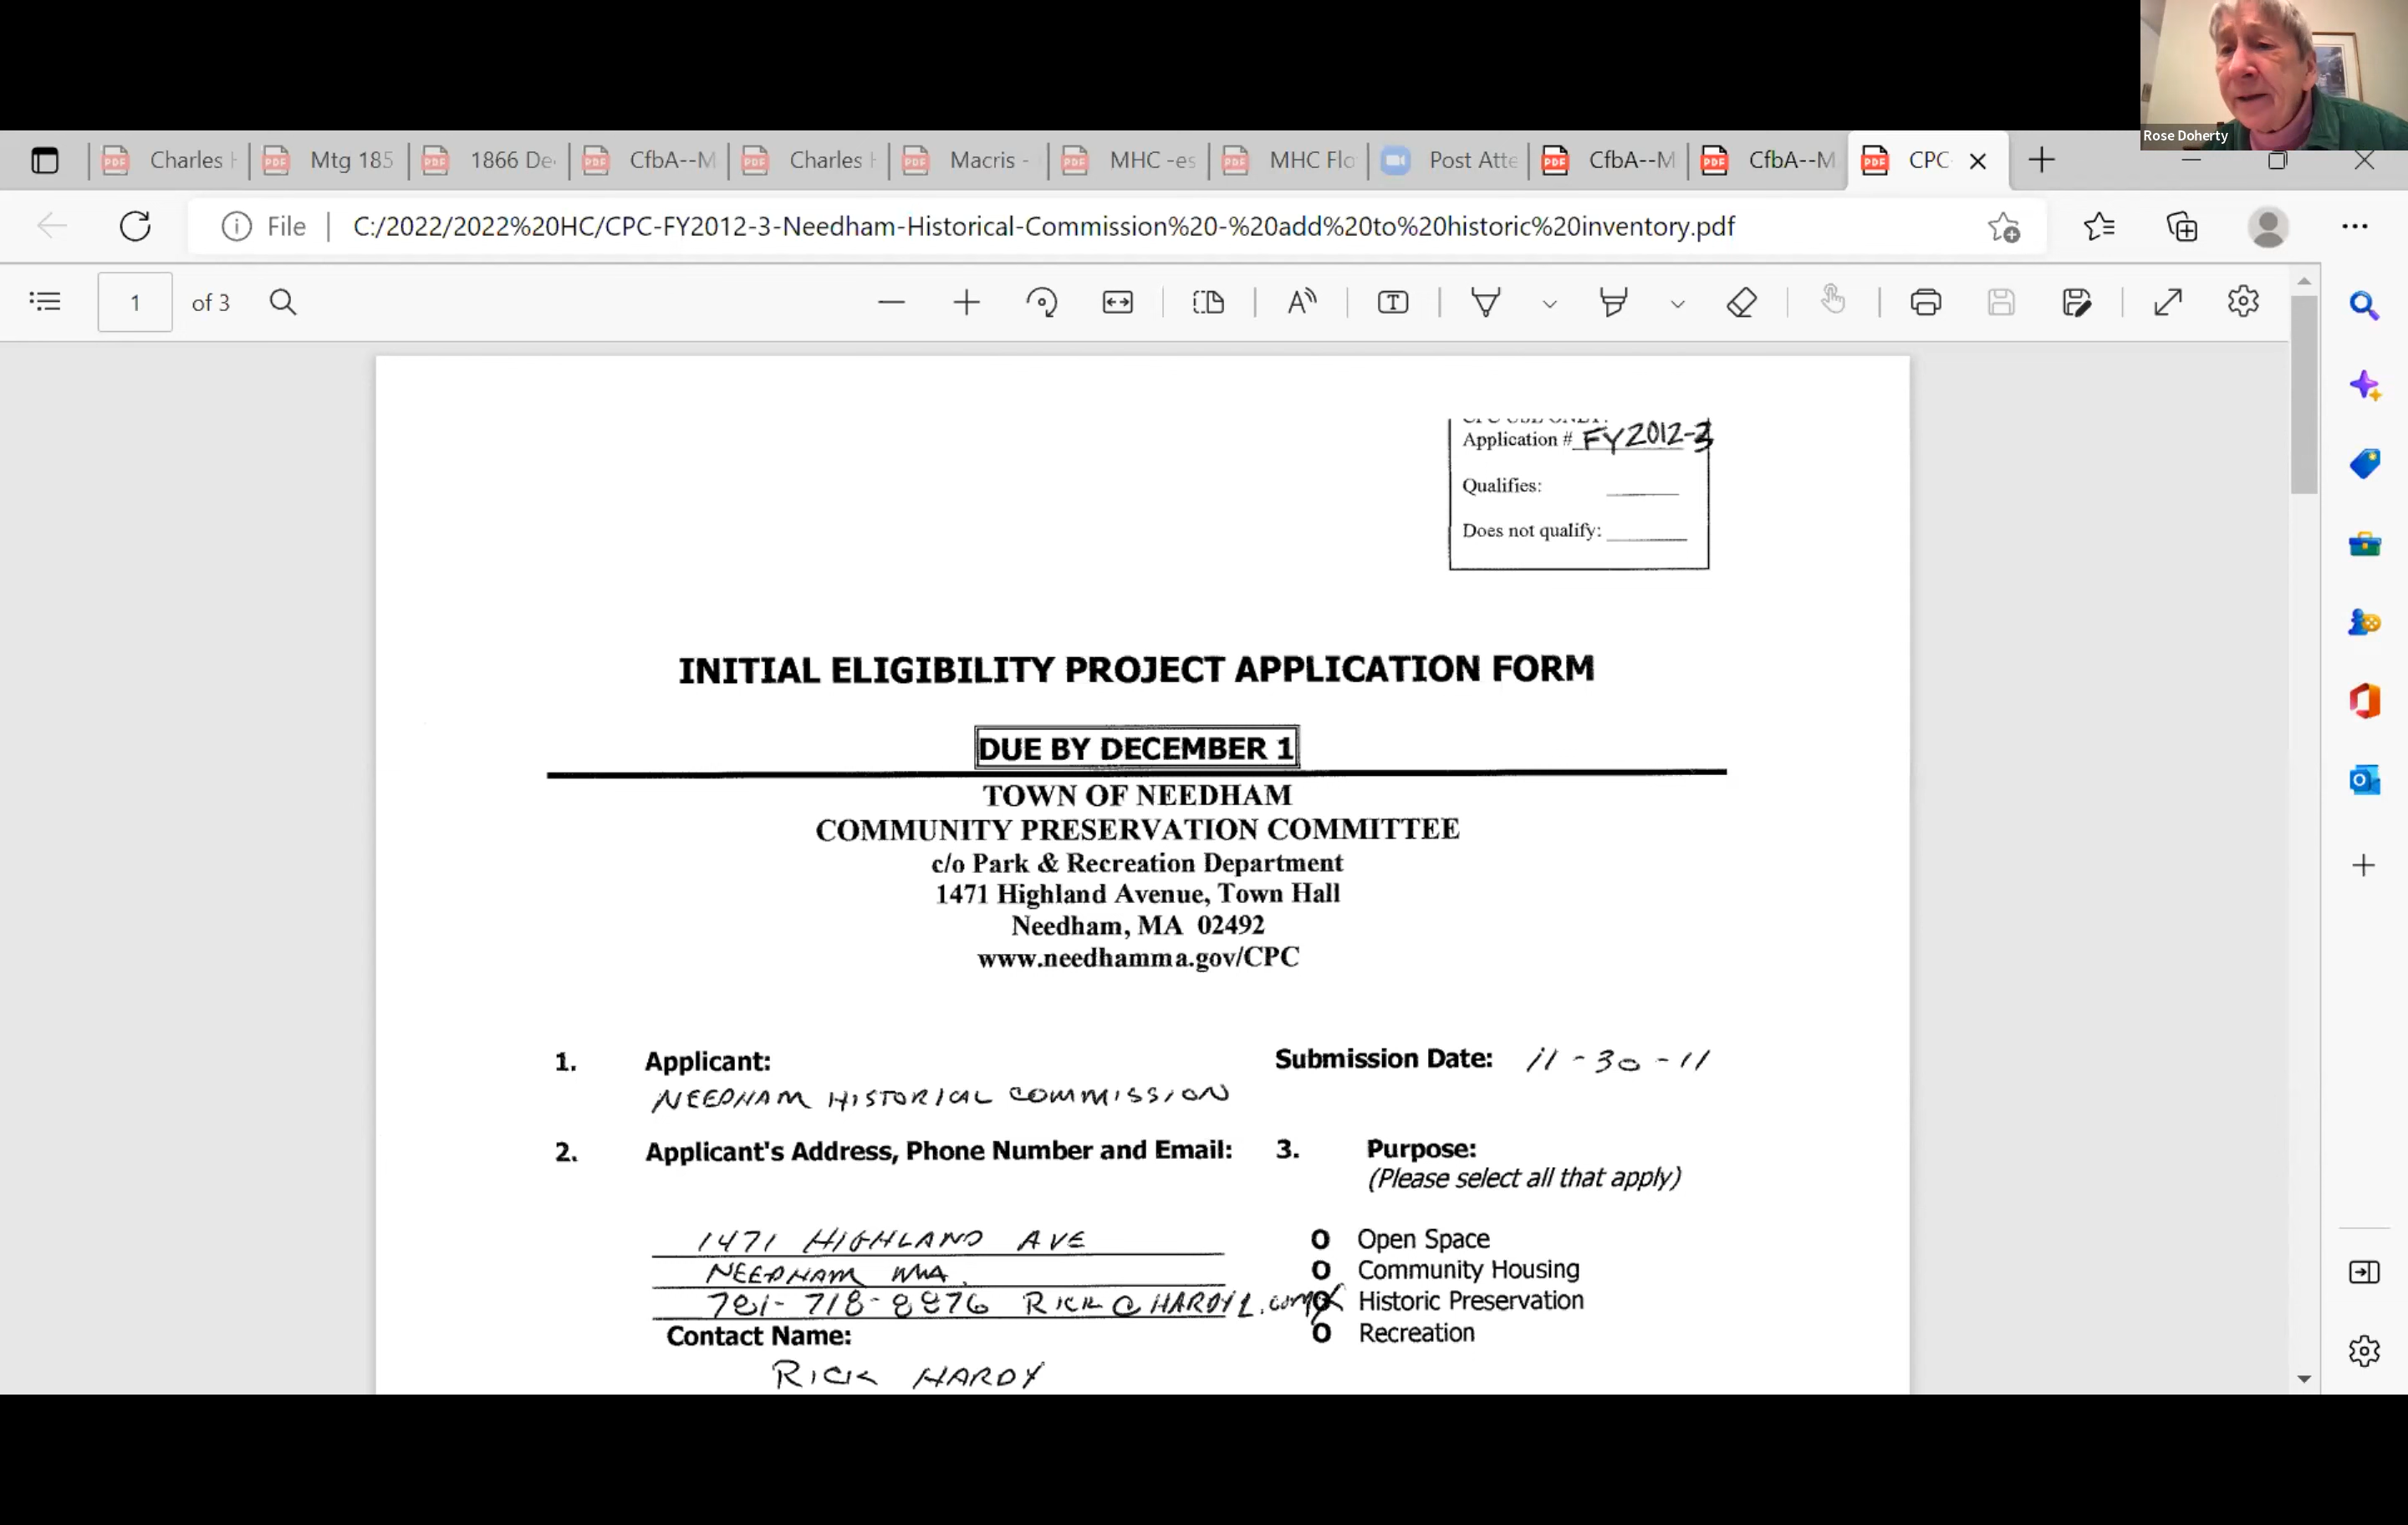 Rose Doherty
Charles H
Mtg 185
1866 De
CfbA--M
Charles H
Macris -
MHC -es
MHC Flo
Post Atte
CfbA--M
CfbA--M
CPC
File
C:/2022/2022%20HC/CPC-FY2012-3-Needham-Historical-Commission%20-%20add%20to%20historic%20inventory.pdf
1 of 3
CPC USE ONLY:
Application # FY2012-3
Qualifies:
Does not qualify:
INITIAL ELIGIBILITY PROJECT APPLICATION FORM
DUE BY DECEMBER 1
TOWN OF NEEDHAM
COMMUNITY PRESERVATION COMMITTEE
c/o Park & Recreation Department
1471 Highland Avenue, Town Hall
Needham, MA 02492
www.needhamma.gov/CPC
1. Applicant:
Submission Date: 11-30-11
NEEDHAM HISTORICAL COMMISSION
2. Applicant's Address, Phone Number and Email:
3. Purpose:
(Please select all that apply)
1471 HIGHLAND AVE
NEEDHAM MA.
781-718-8876 RICK@HARDY2.com
Contact Name:
RICK HARDY
O Open Space
O Community Housing
O Historic Preservation
O Recreation